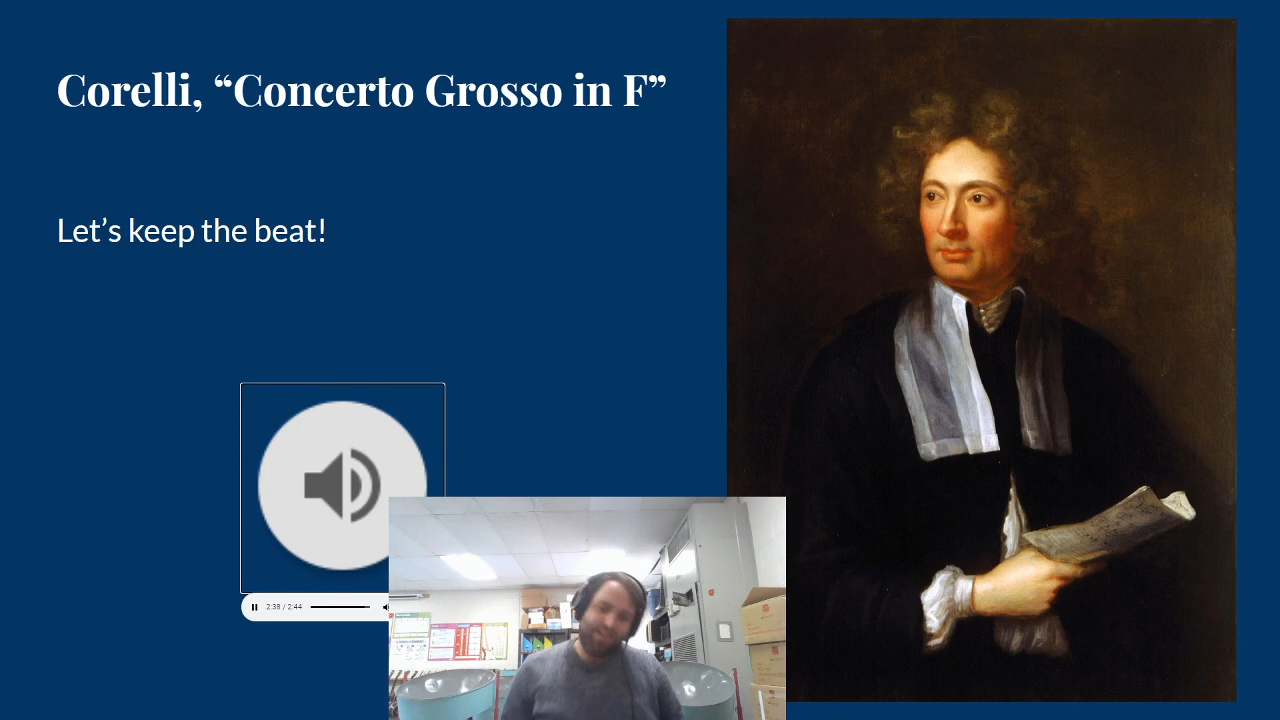 Corelli, “Concerto Grosso in F”
Let’s keep the beat!
2:38 / 2:44